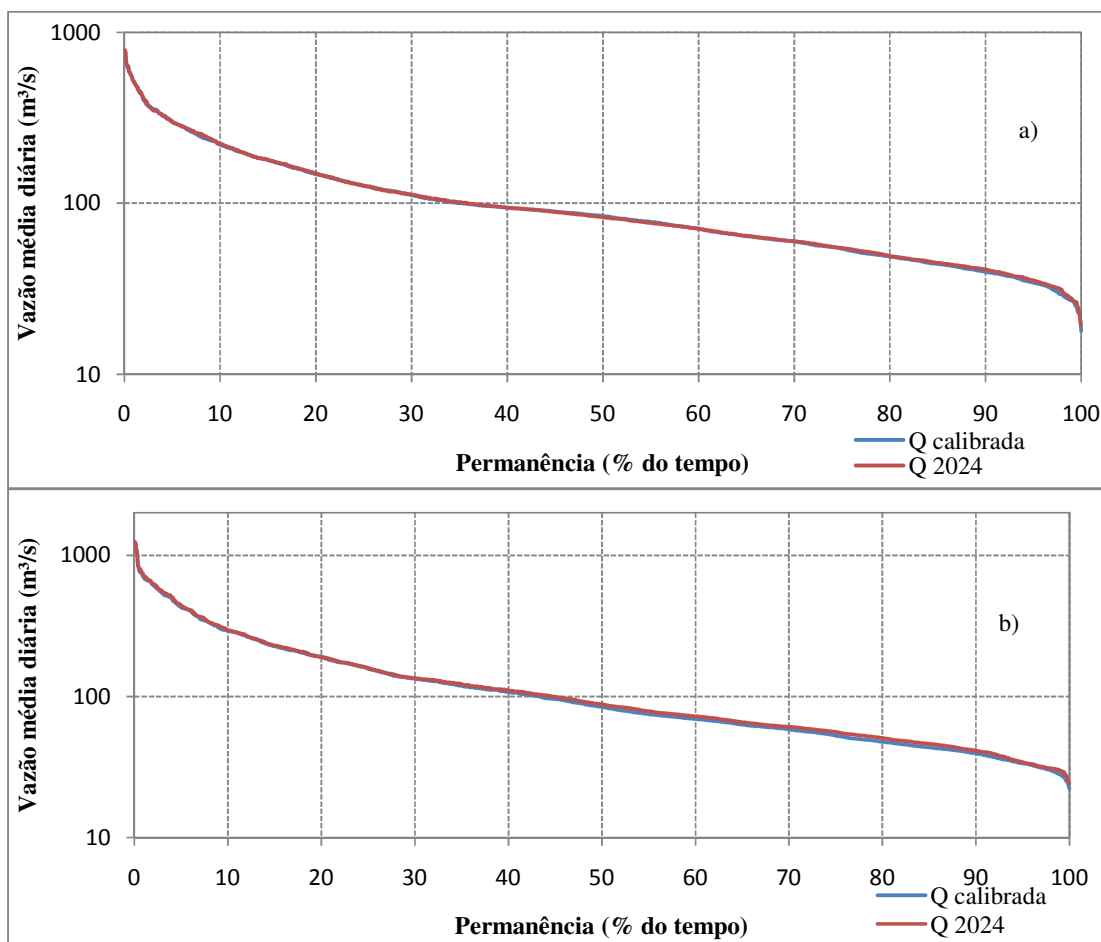 1000
100
10
Vazão média diária (m³/s)
a)
0 10 20 30 40 50 60 70 80 90 100
Permanência (% do tempo)
Q calibrada
Q 2024
1000
100
10
Vazão média diária (m³/s)
b)
0 10 20 30 40 50 60 70 80 90 100
Permanência (% do tempo)
Q calibrada
Q 2024